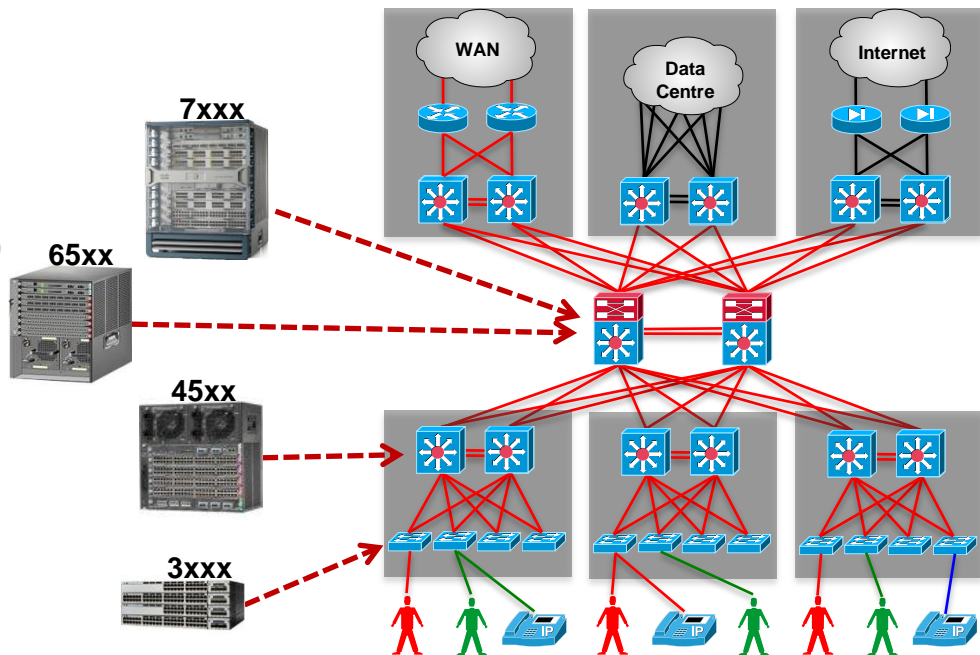 WAN
Data
Centre
Internet
7xxx
65xx
45xx
3xxx
IP
IP
IP